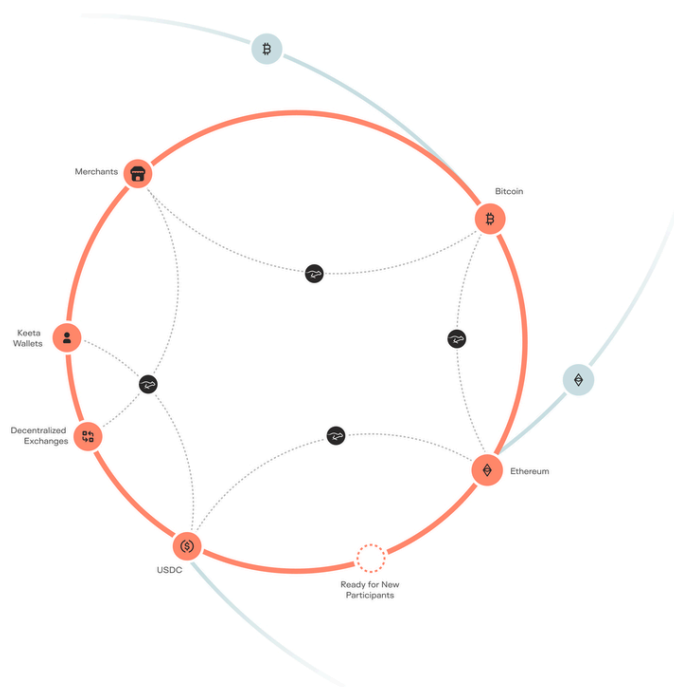 Merchants
Bitcoin
Keeta
Wallets
Decentralized
Exchanges
Ethereum
USDC
Ready for New
Participants